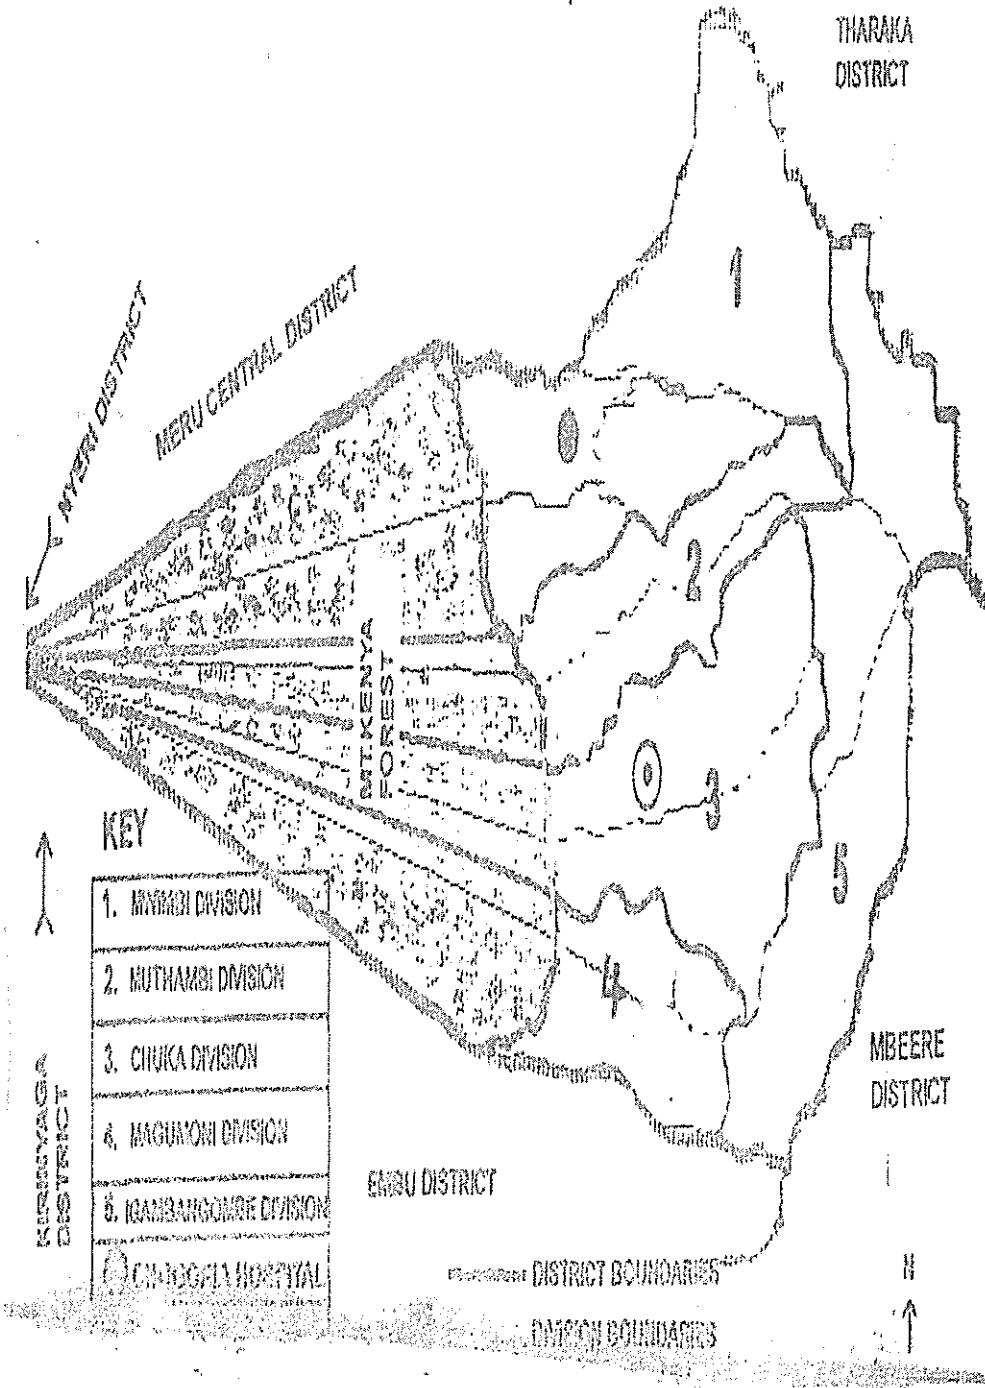 THARAKA
DISTRICT
NYERI DISTRICT
MERU CENTRAL DISTRICT
1
2
MT KENYA
FOREST
3
5
4
KEY
1. MWIMBI DIVISION
2. MUTHAMBI DIVISION
3. CHUKA DIVISION
4. MAGUMONI DIVISION
5. IGAMBANGOMBE DIVISION
HOSPITAL
KIRINYAGA
DISTRICT
EMBU DISTRICT
MBEERE
DISTRICT
DISTRICT BOUNDARIES
DIVISION BOUNDARIES
N